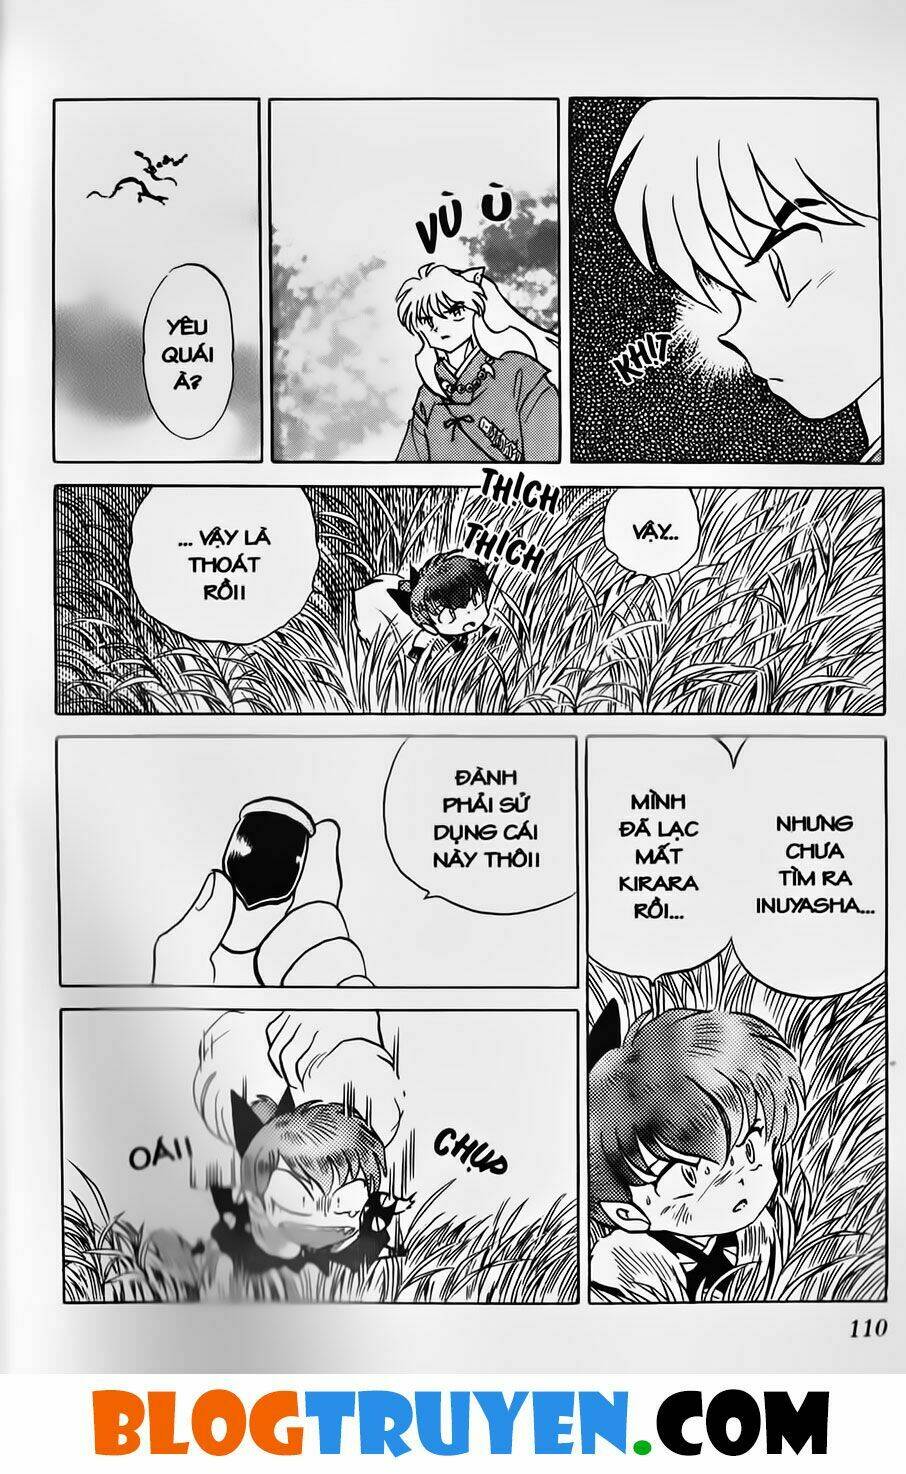 KHỊT
VÙ Ù
YÊU
QUÁI
À?
VẬY...
THỊCH
THỊCH
... VẬY LÀ
THOÁT
RỒI!
NHƯNG
CHƯA
TÌM RA
INUYASHA...
MÌNH
ĐÃ LẠC
MẤT
KIRARA
RỒI...
ĐÀNH
PHẢI SỬ
DỤNG CÁI
NÀY THÔI!
CHỤP
OÁI!
110
BLOGTRUYEN.COM